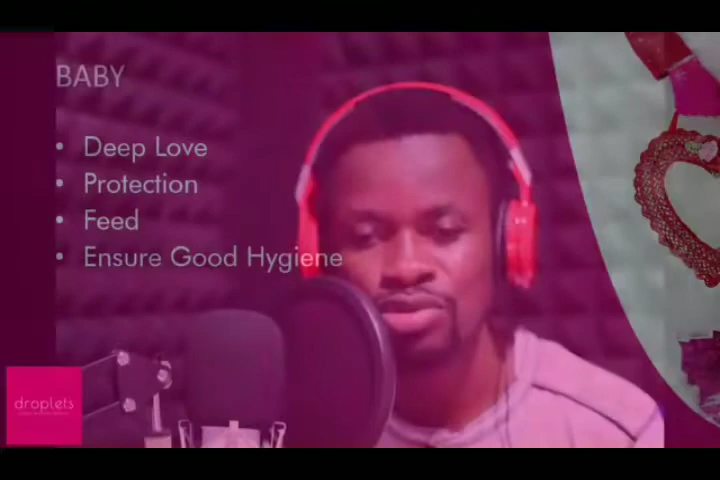 BABY
• Deep Love
• Protection
• Feed
• Ensure Good Hygiene
droplets